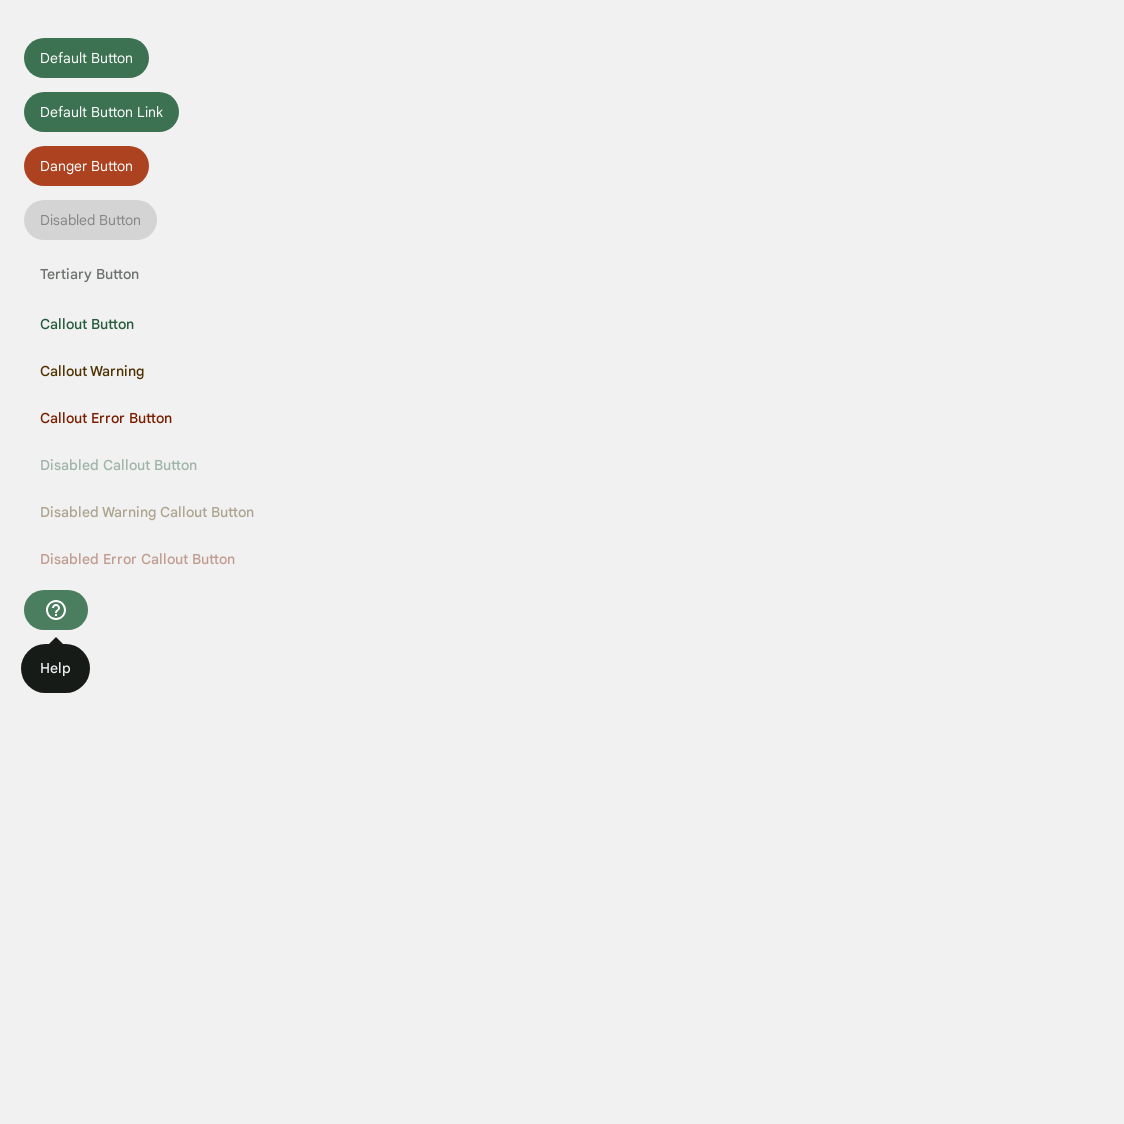 Default Button
Default Button Link
Danger Button
Disabled Button
Tertiary Button
Callout Button
Callout Warning
Callout Error Button
Disabled Callout Button
Disabled Warning Callout Button
Disabled Error Callout Button
Help